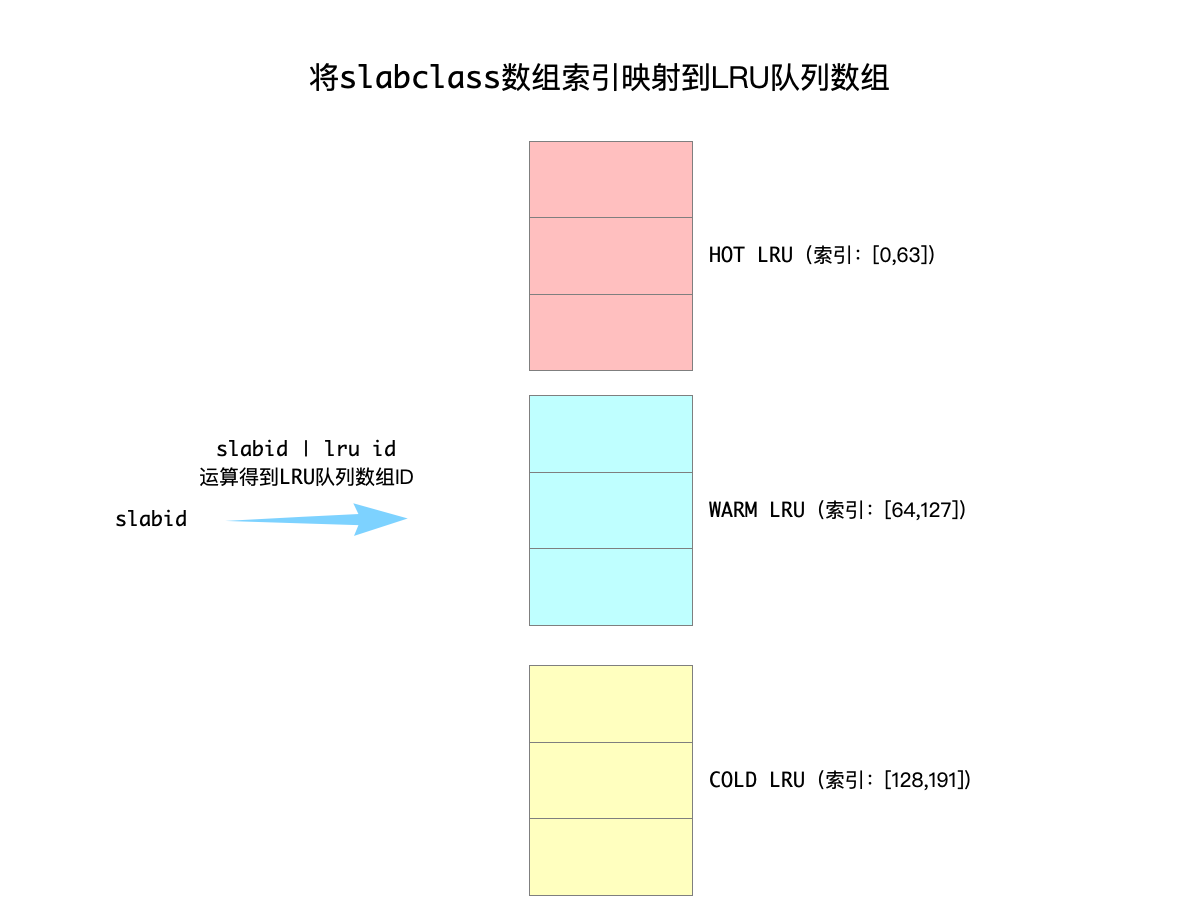 将slabclass数组索引映射到LRU队列数组
HOT LRU（索引：[0,63]）
slabid | lru id
运算得到LRU队列数组ID
slabid
WARM LRU（索引：[64,127]）
COLD LRU（索引：[128,191]）